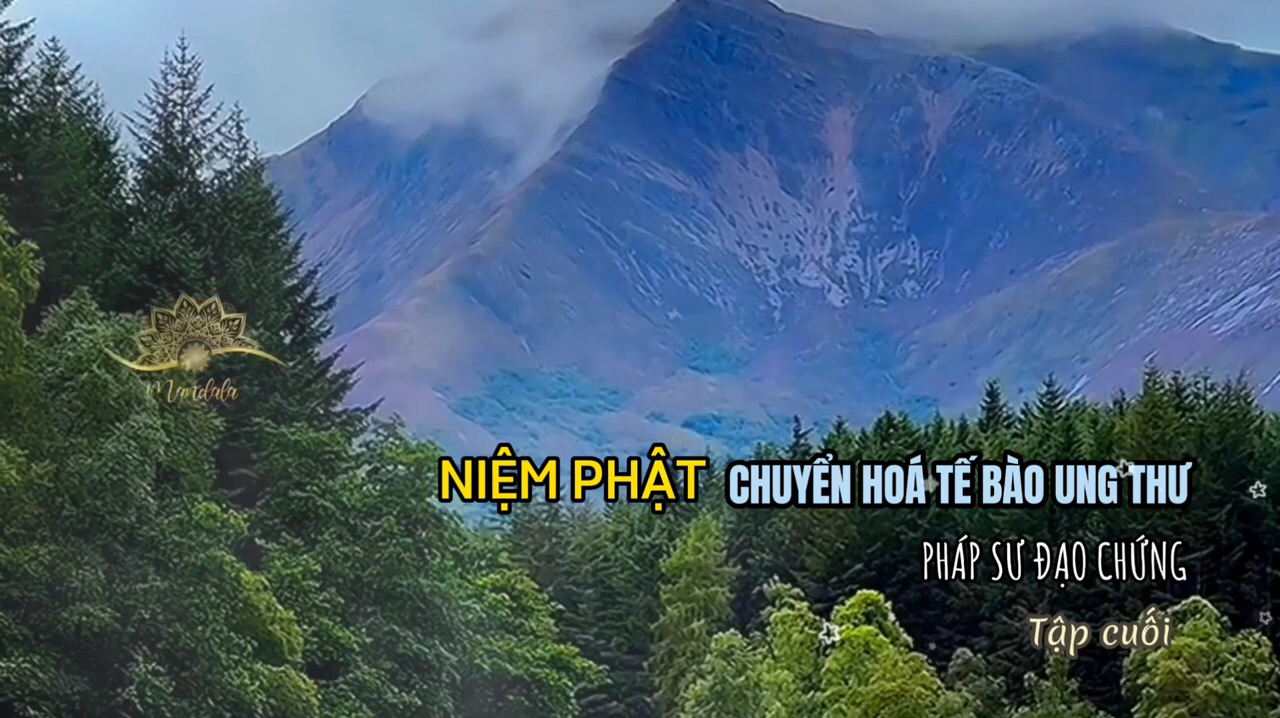 Mandala
NIỆM PHẬT CHUYỂN HOÁ TẾ BÀO UNG THƯ
PHÁP SƯ ĐẠO CHỨNG
Tập cuối